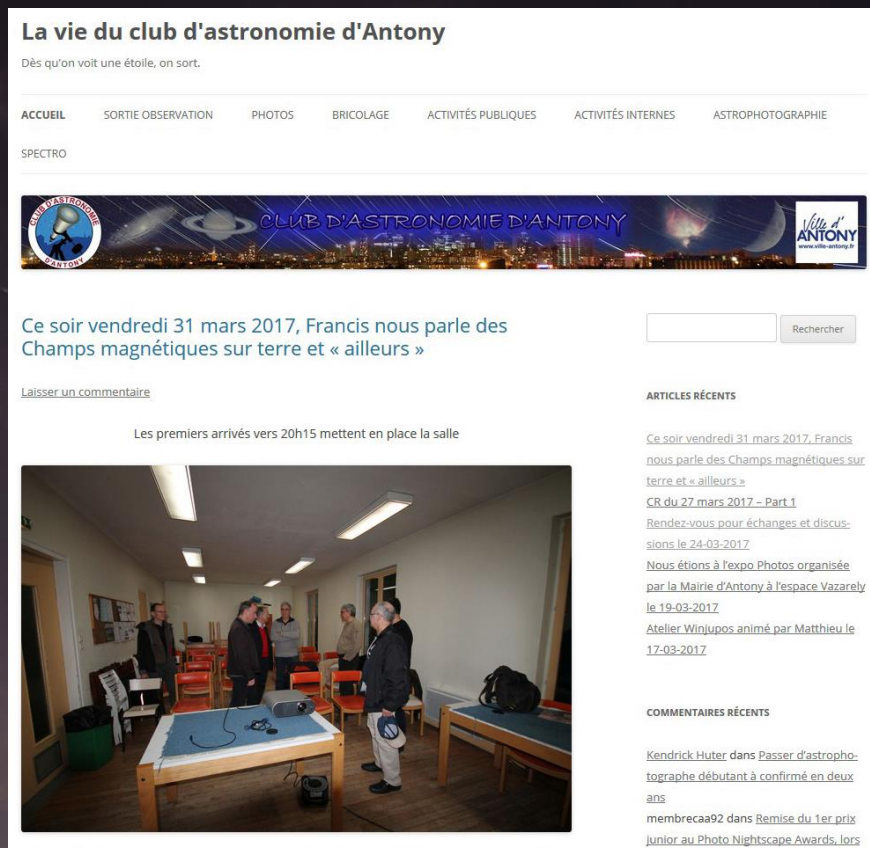 La vie du club d'astronomie d'Antony
Dès qu'on voit une étoile, on sort.
ACCUEIL SORTIE OBSERVATION PHOTOS BRICOLAGE ACTIVITÉS PUBLIQUES ACTIVITÉS INTERNES ASTROPHOTOGRAPHIE
SPECTRO
CLUB D'ASTRONOMIE
D'ANTONY
CLUB D'ASTRONOMIE D'ANTONY
Ville d'
ANTONY
www.ville-antony.fr
Ce soir vendredi 31 mars 2017, Francis nous parle des
Champs magnétiques sur terre et « ailleurs »
Laisser un commentaire
Les premiers arrivés vers 20h15 mettent en place la salle
Rechercher
ARTICLES RÉCENTS
Ce soir vendredi 31 mars 2017, Francis
nous parle des Champs magnétiques sur
terre et « ailleurs »
CR du 27 mars 2017 – Part 1
Rendez-vous pour échanges et discus-
sions le 24-03-2017
Nous étions à l'expo Photos organisée
par la Mairie d'Antony à l'espace Vazarely
le 19-03-2017
Atelier Winjupos animé par Matthieu le
17-03-2017
COMMENTAIRES RÉCENTS
Kendrick Huter dans Passer d'astropho-
tographe débutant à confirmé en deux
ans
membrecaa92 dans Remise du 1er prix
junior au Photo Nightscape Awards, lors